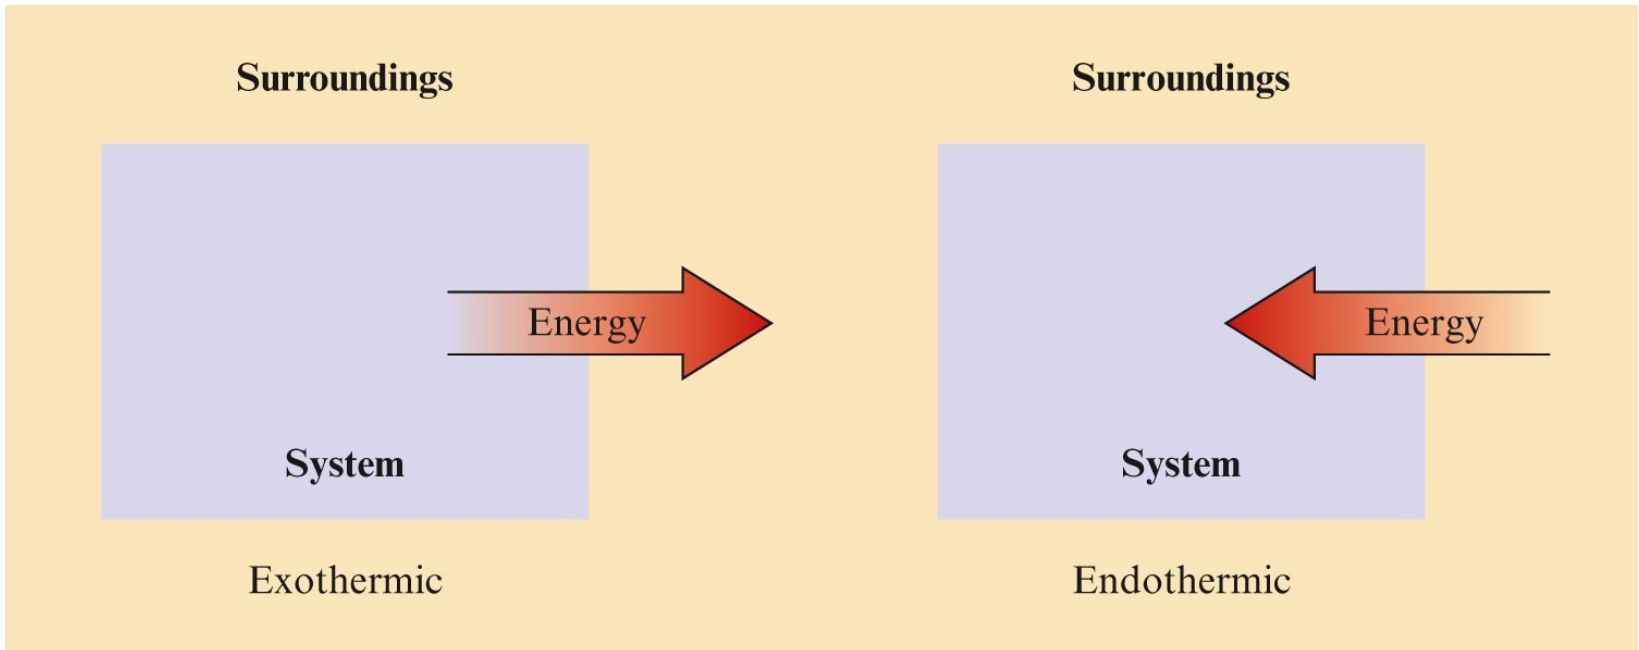 Surroundings
Energy
System
Exothermic
Surroundings
Energy
System
Endothermic